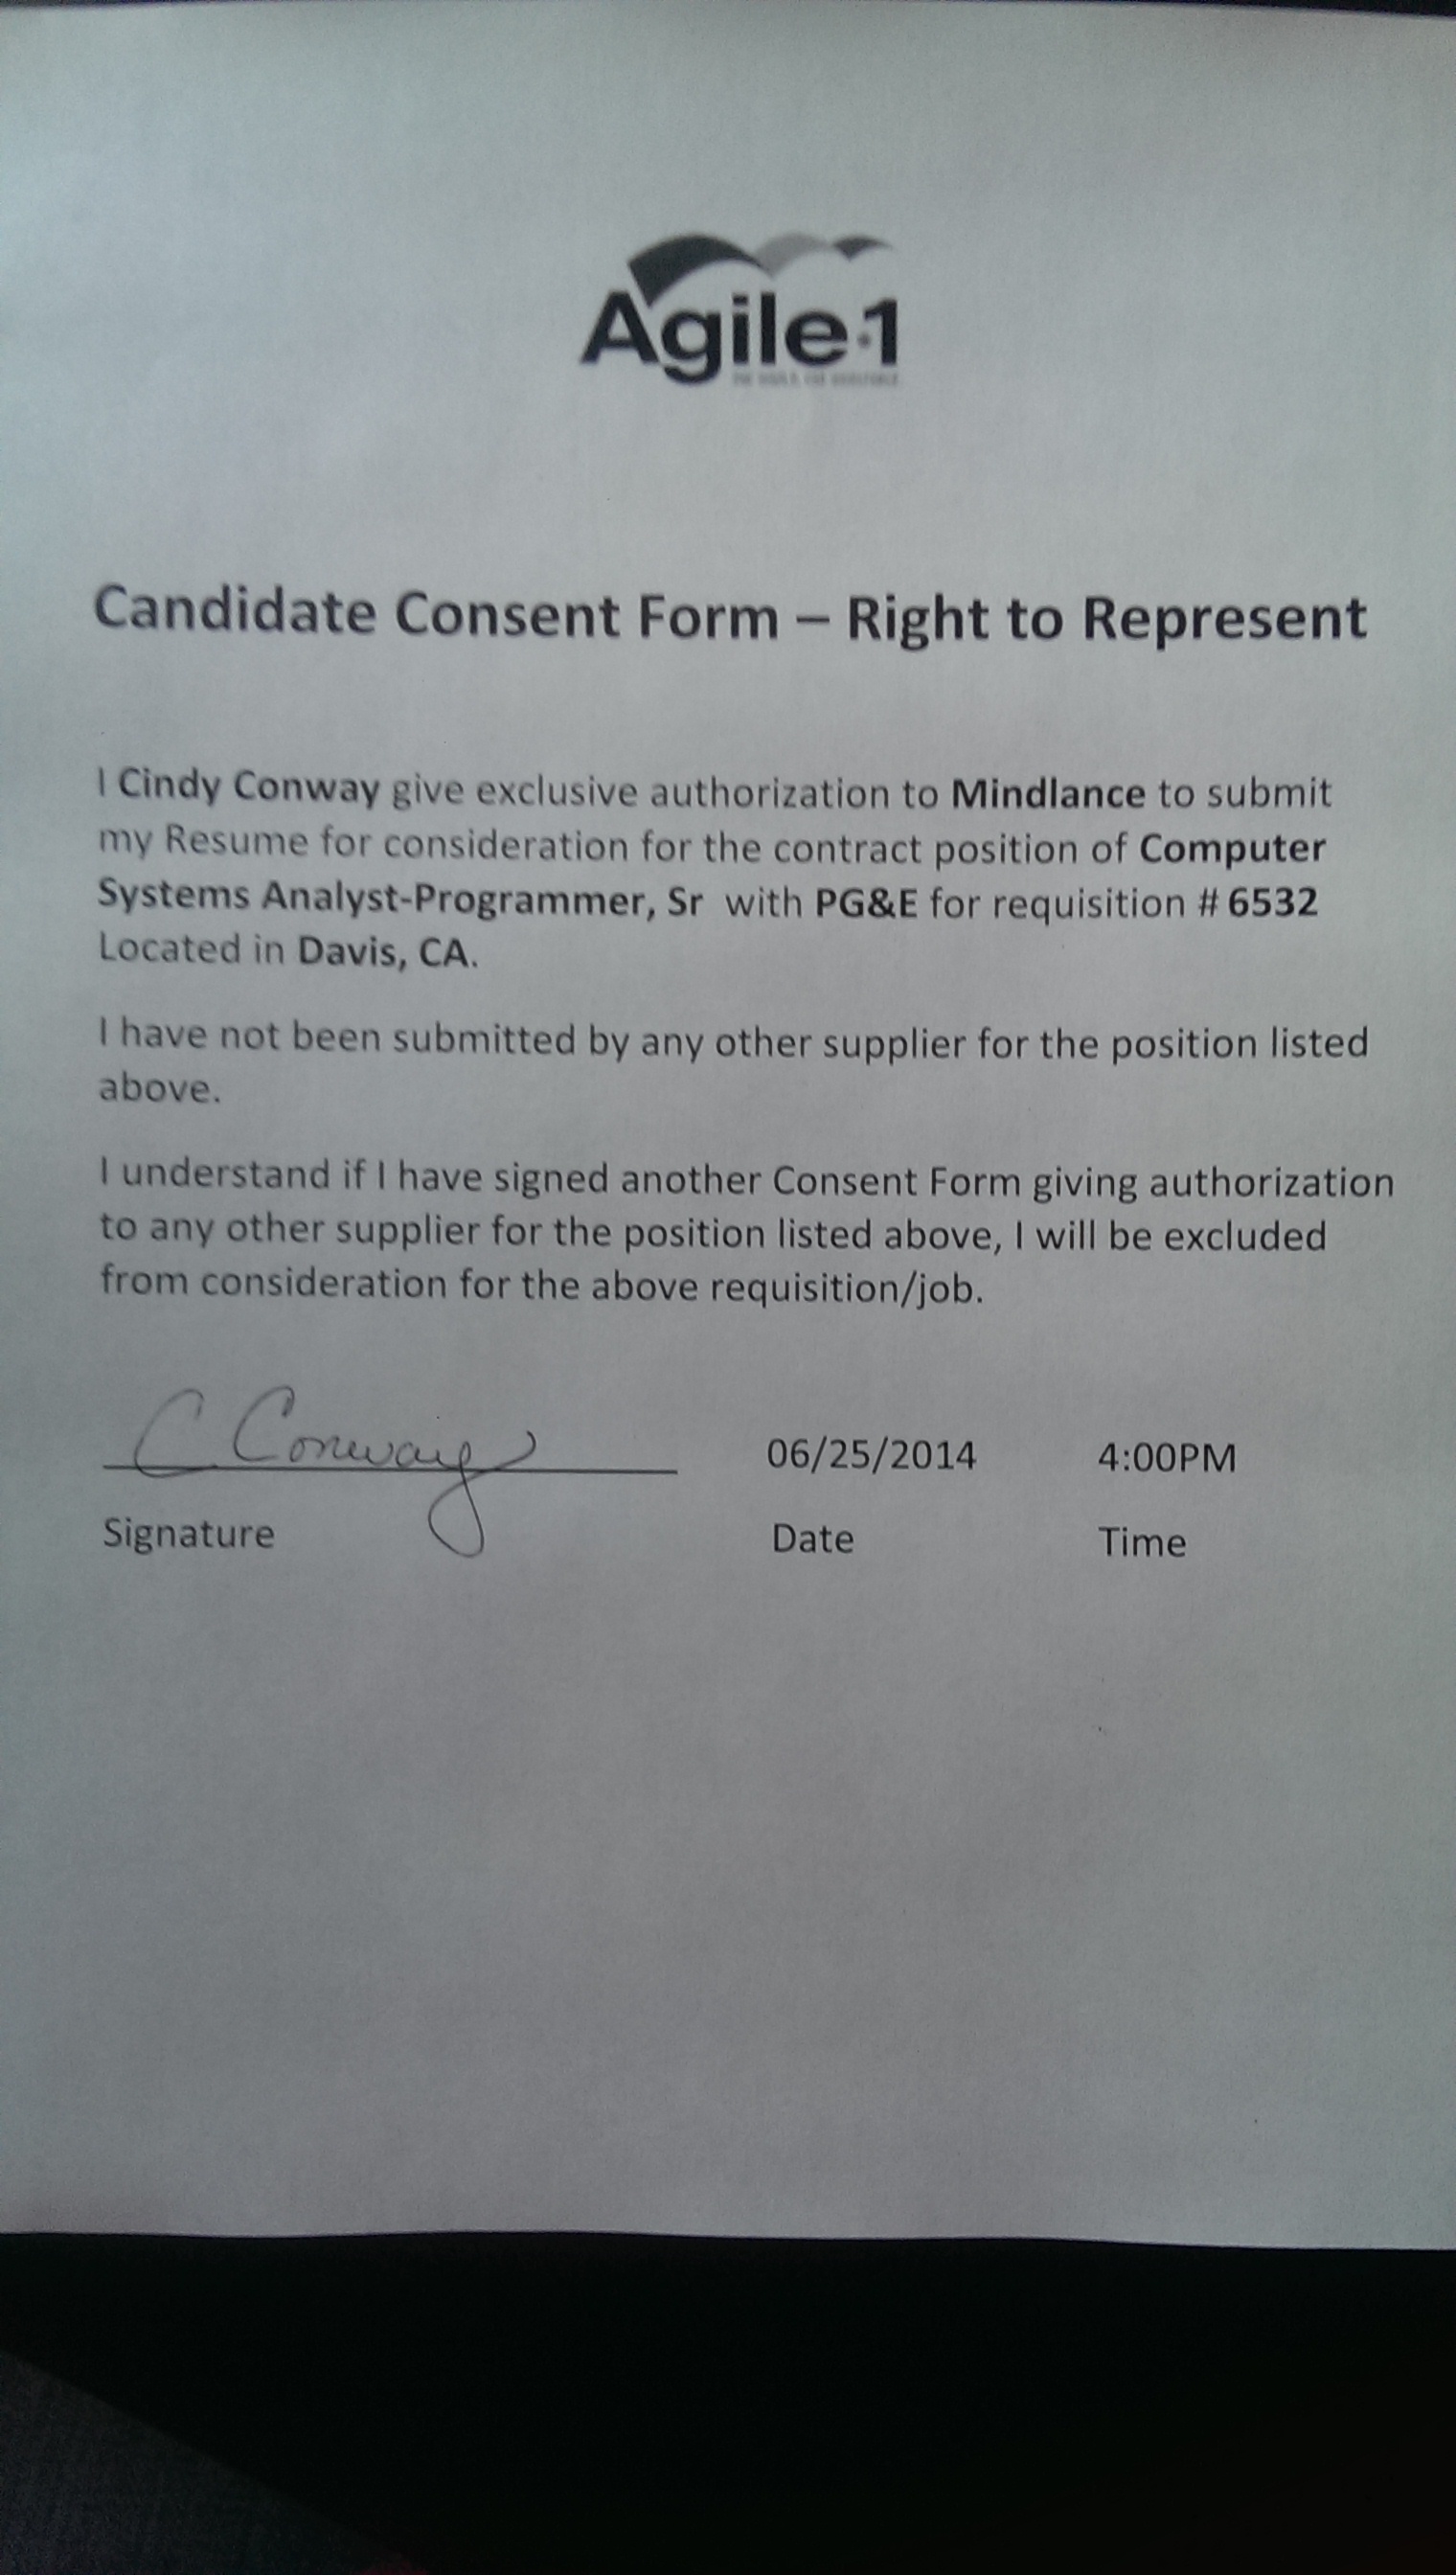 Agile·1
Candidate Consent Form – Right to Represent
I Cindy Conway give exclusive authorization to Mindlance to submit
my Resume for consideration for the contract position of Computer
Systems Analyst-Programmer, Sr with PG&E for requisition # 6532
Located in Davis, CA.
I have not been submitted by any other supplier for the position listed
above.
I understand if I have signed another Consent Form giving authorization
to any other supplier for the position listed above, I will be excluded
from consideration for the above requisition/job.
C Conway 06/25/2014 4:00PM
Signature Date Time